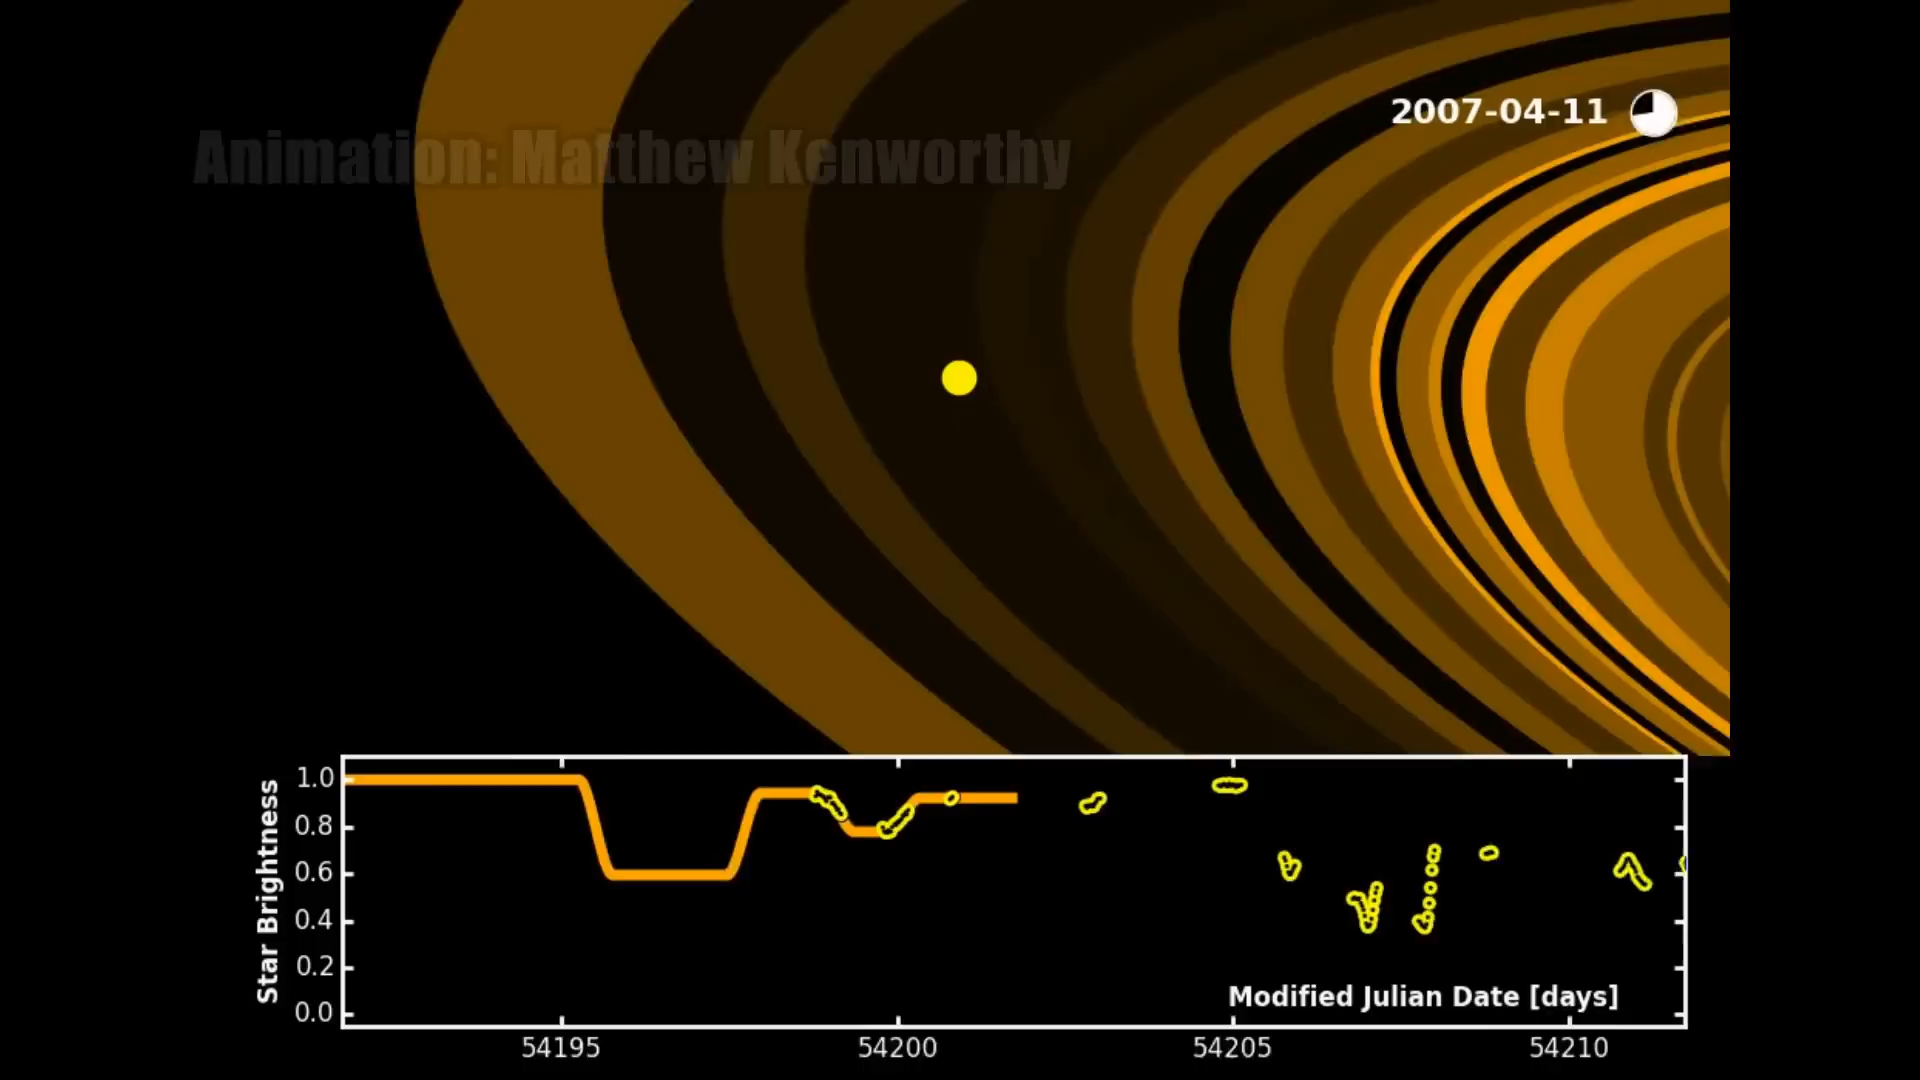 2007-04-11
Animation: Matthew Kenworthy
Star Brightness
1.0
0.8
0.6
0.4
0.2
0.0
Modified Julian Date [days]
54195 54200 54205 54210